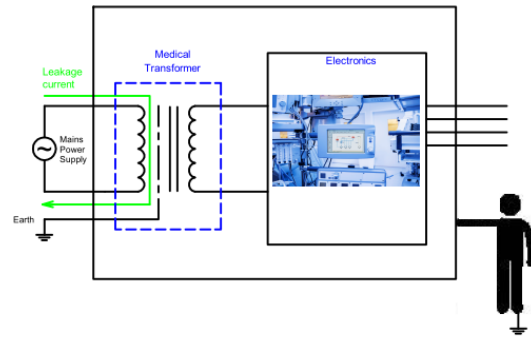 Medical
Transformer
Electronics
Leakage
current
Mains
Power
Supply
Earth